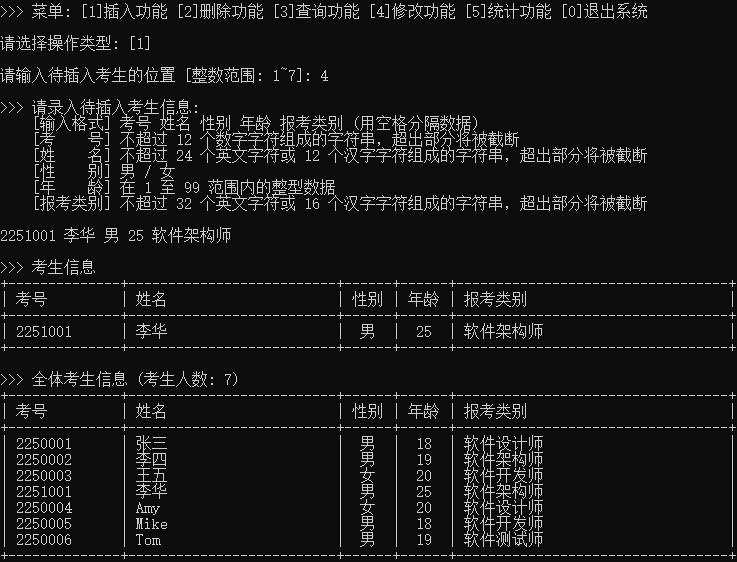 >>> 菜单: [1]插入功能 [2]删除功能 [3]查询功能 [4]修改功能 [5]统计功能 [0]退出系统
请选择操作类型: [1]
请输入待插入考生的位置 [整数范围: 1~7]: 4
>>> 请录入待插入考生信息:
[输入格式] 考号 姓名 性别 年龄 报考类别 (用空格分隔数据)
[考    号] 不超过 12 个数字字符组成的字符串, 超出部分将被截断
[姓    名] 不超过 24 个英文字符或 12 个汉字字符组成的字符串, 超出部分将被截断
[性    别] 男 / 女
[年    龄] 在 1 至 99 范围内的整型数据
[报考类别] 不超过 32 个英文字符或 16 个汉字字符组成的字符串, 超出部分将被截断
2251001 李华 男 25 软件架构师
>>> 考生信息
| 考号 | 姓名 | 性别 | 年龄 | 报考类别 |
| 2251001 | 李华 | 男 | 25 | 软件架构师 |
>>> 全体考生信息 (考生人数: 7)
| 考号 | 姓名 | 性别 | 年龄 | 报考类别 |
| 2250001 | 张三 | 男 | 18 | 软件设计师 |
| 2250002 | 李四 | 男 | 19 | 软件架构师 |
| 2250003 | 王五 | 女 | 20 | 软件开发师 |
| 2251001 | 李华 | 男 | 25 | 软件架构师 |
| 2250004 | Amy | 女 | 20 | 软件设计师 |
| 2250005 | Mike | 男 | 18 | 软件开发师 |
| 2250006 | Tom | 男 | 19 | 软件测试师 |